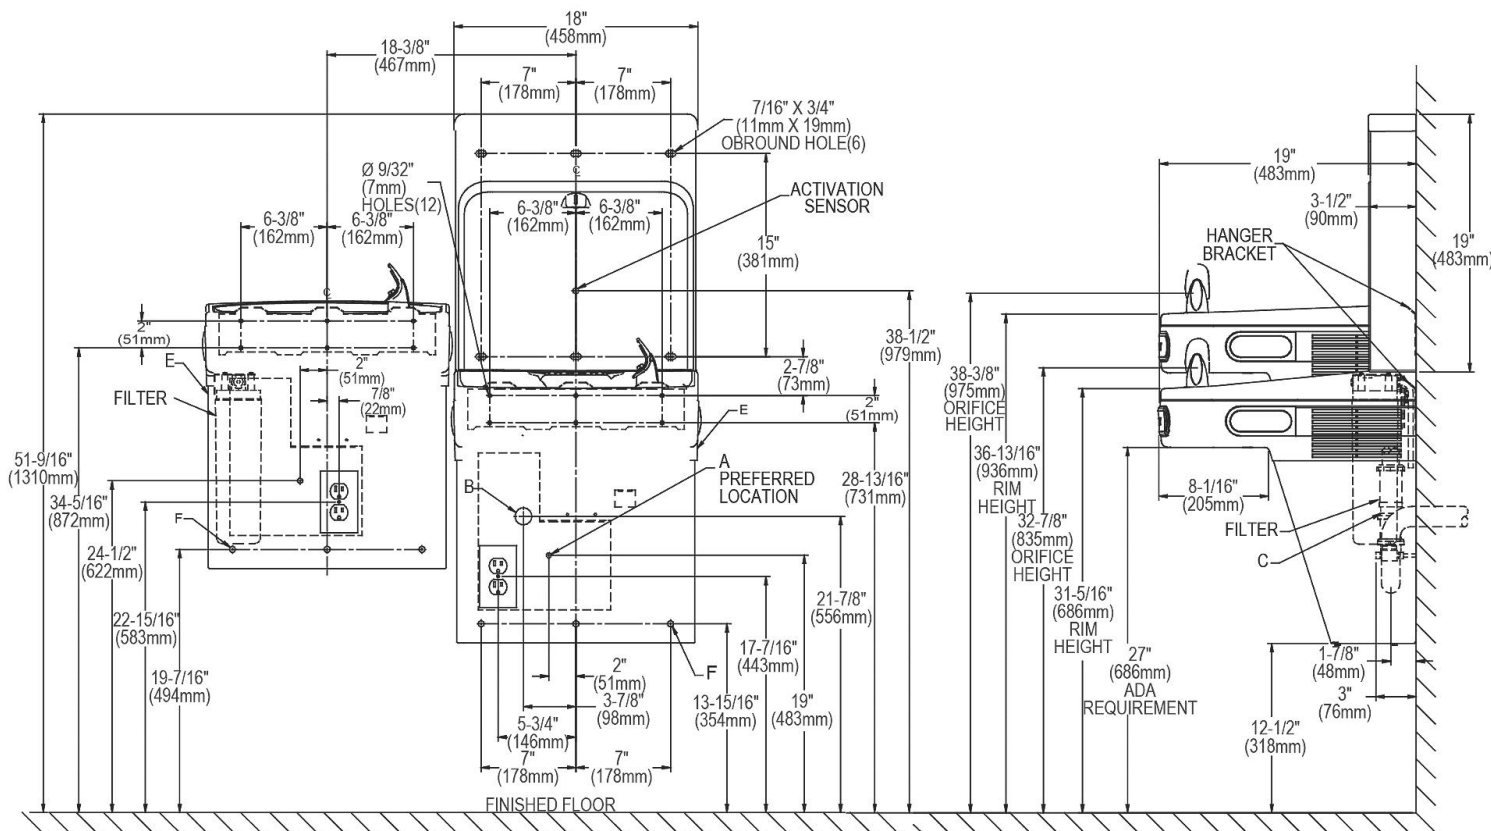 18"
(458mm)
18-3/8"
(467mm)
7"
(178mm)
7"
(178mm)
7/16" X 3/4"
(11mm X 19mm)
OBROUND HOLE(6)
Ø 9/32"
(7mm)
HOLES(12)
ACTIVATION
SENSOR
6-3/8"
(162mm)
6-3/8"
(162mm)
6-3/8"
(162mm)
6-3/8"
(162mm)
15"
(381mm)
2"
(51mm)
E
FILTER
2"
(51mm)
7/8"
(22mm)
38-1/2"
(979mm)
2-7/8"
(73mm)
2"
(51mm)
E
51-9/16"
(1310mm)
34-5/16"
(872mm)
24-1/2"
(622mm)
22-15/16"
(583mm)
19-7/16"
(494mm)
F
B
A
PREFERRED
LOCATION
28-13/16"
(731mm)
21-7/8"
(556mm)
17-7/16"
(443mm)
19"
(483mm)
13-15/16"
(354mm)
F
2"
(51mm)
3-7/8"
(98mm)
5-3/4"
(146mm)
7"
(178mm)
7"
(178mm)
FINISHED FLOOR
19"
(483mm)
3-1/2"
(90mm)
19"
(483mm)
HANGER
BRACKET
38-3/8"
(975mm)
ORIFICE
HEIGHT
36-13/16"
(936mm)
RIM
HEIGHT
32-7/8"
(835mm)
ORIFICE
HEIGHT
31-5/16"
(686mm)
RIM
HEIGHT
27"
(686mm)
ADA
REQUIREMENT
8-1/16"
(205mm)
FILTER
C
1-7/8"
(48mm)
3"
(76mm)
12-1/2"
(318mm)